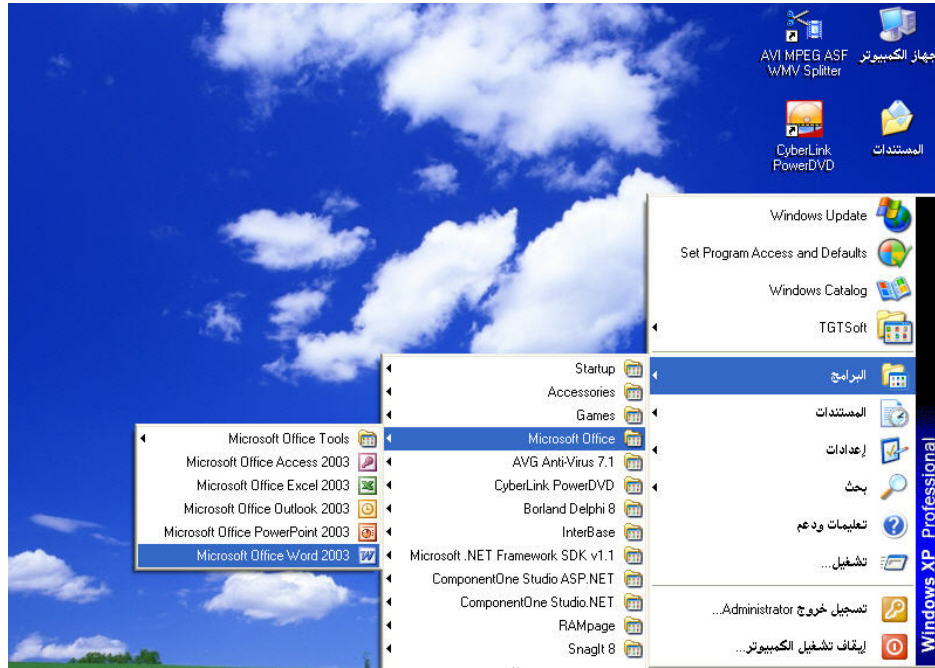 جهاز الكمبيوتر
AVI MPEG ASF
WMV Splitter
المستندات
CyberLink
PowerDVD
Windows Update
Set Program Access and Defaults
Windows Catalog
TGTSoft
البرامج
المستندات
إعدادات
بحث
تعليمات ودعم
تشغيل...
تسجيل خروج Administrator...
إيقاف تشغيل الكمبيوتر...
Windows XP Professional
Startup
Accessories
Games
Microsoft Office
AVG Anti-Virus 7.1
CyberLink PowerDVD
Borland Delphi 8
InterBase
Microsoft .NET Framework SDK v1.1
ComponentOne Studio ASP.NET
ComponentOne Studio.NET
RAMpage
SnagIt 8
Microsoft Office Tools
Microsoft Office Access 2003
Microsoft Office Excel 2003
Microsoft Office Outlook 2003
Microsoft Office PowerPoint 2003
Microsoft Office Word 2003